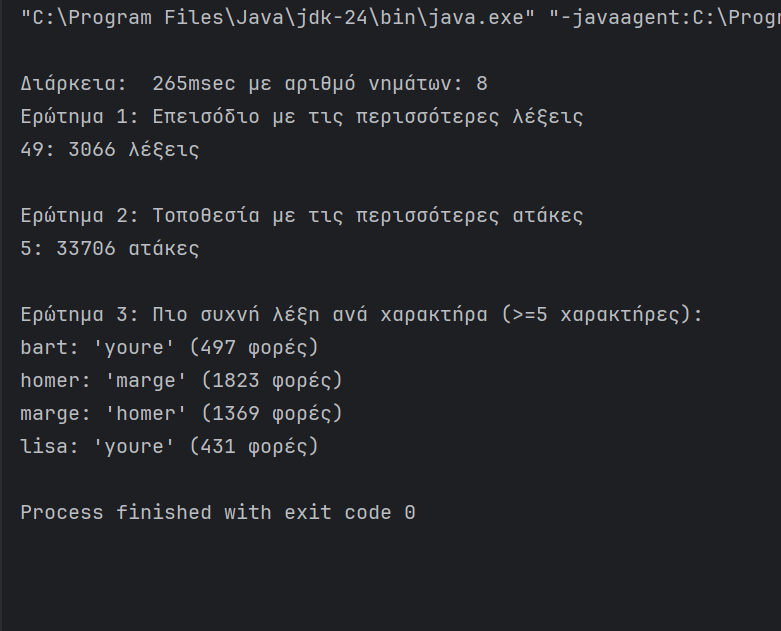 "C:\Program Files\Java\jdk-24\bin\java.exe" "-javaagent:C:\Progr
Διάρκεια:  265msec με αριθμό νημάτων: 8
Ερώτημα 1: Επεισόδιο με τις περισσότερες λέξεις
49: 3066 λέξεις
Ερώτημα 2: Τοποθεσία με τις περισσότερες ατάκες
5: 33706 ατάκες
Ερώτημα 3: Πιο συχνή λέξη ανά χαρακτήρα (>=5 χαρακτήρες):
bart: 'youre' (497 φορές)
homer: 'marge' (1823 φορές)
marge: 'homer' (1369 φορές)
lisa: 'youre' (431 φορές)
Process finished with exit code 0